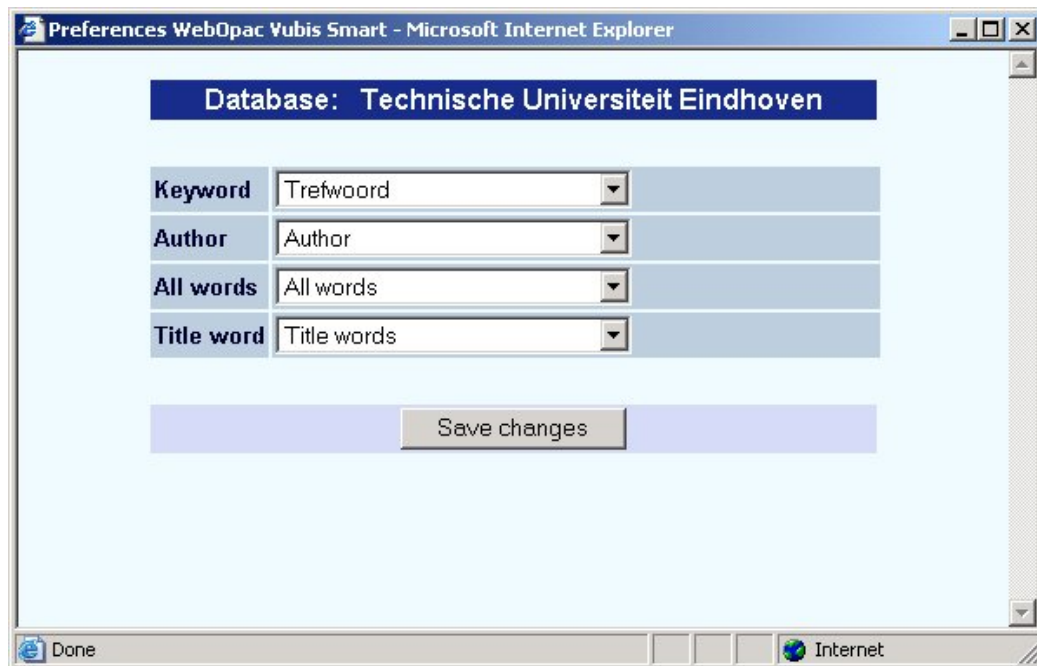 Preferences WebOpac Vubis Smart - Microsoft Internet Explorer
Database: Technische Universiteit Eindhoven
Keyword Trefwoord
Author Author
All words All words
Title word Title words
Save changes
Done Internet